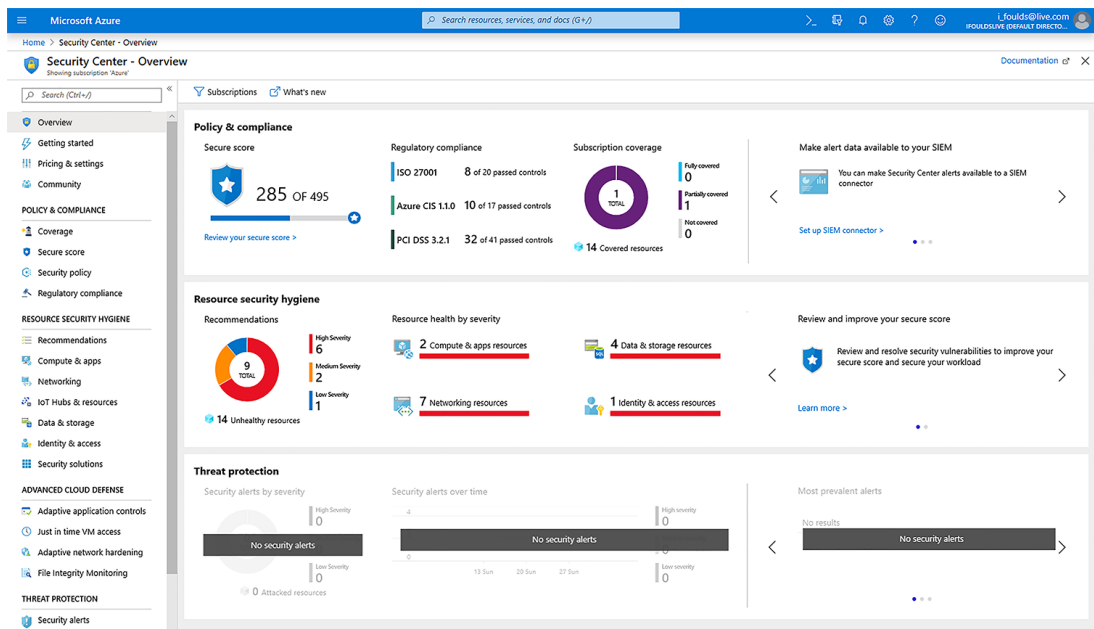 Microsoft Azure
Search resources, services, and docs (G+/)
i_foulds@live.com
IFOULDSLIVE (DEFAULT DIRECTO...
Home > Security Center - Overview
Security Center - Overview
Showing subscription 'Azure'
Documentation
Search (Ctrl+/)
«
Subscriptions
What's new
Overview
Getting started
Pricing & settings
Community
POLICY & COMPLIANCE
Coverage
Secure score
Security policy
Regulatory compliance
RESOURCE SECURITY HYGIENE
Recommendations
Compute & apps
Networking
IoT Hubs & resources
Data & storage
Identity & access
Security solutions
ADVANCED CLOUD DEFENSE
Adaptive application controls
Just in time VM access
Adaptive network hardening
File Integrity Monitoring
THREAT PROTECTION
Security alerts
Policy & compliance
Secure score
285 OF 495
Review your secure score >
Regulatory compliance
ISO 27001 8 of 20 passed controls
Azure CIS 1.1.0 10 of 17 passed controls
PCI DSS 3.2.1 32 of 41 passed controls
Subscription coverage
1
TOTAL
Fully covered
0
Partially covered
1
Not covered
0
14 Covered resources
Make alert data available to your SIEM
You can make Security Center alerts available to a SIEM
connector
Set up SIEM connector >
Resource security hygiene
Recommendations
9
TOTAL
High Severity
6
Medium Severity
2
Low Severity
1
14 Unhealthy resources
Resource health by severity
2 Compute & apps resources
4 Data & storage resources
7 Networking resources
1 Identity & access resources
Review and improve your secure score
Review and resolve security vulnerabilities to improve your
secure score and secure your workload
Learn more >
Threat protection
Security alerts by severity
High Severity
0
No security alerts
Low Severity
0
0 Attacked resources
Security alerts over time
4
0
13 Sun 20 Sun 27 Sun
High severity
0
No security alerts
Low severity
0
Most prevalent alerts
No results
No security alerts